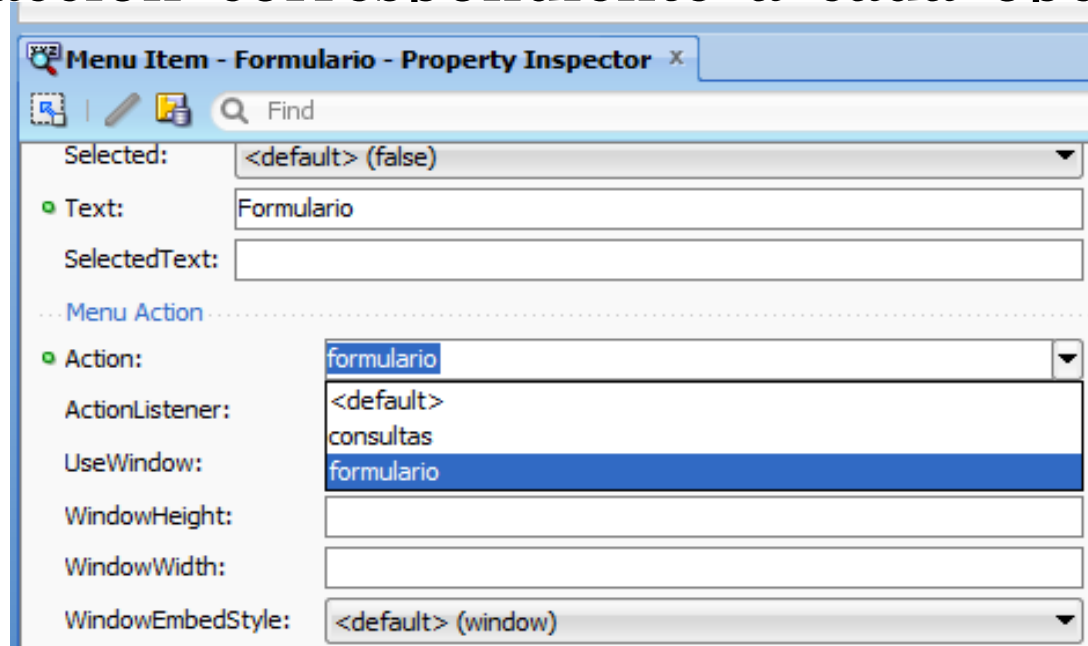 Menu Item - Formulario - Property Inspector x
Find
Selected: <default> (false)
Text: Formulario
SelectedText:
Menu Action
Action: formulario
<default>
ActionListener:
consultas
UseWindow:
formulario
WindowHeight:
WindowWidth:
WindowEmbedStyle: <default> (window)